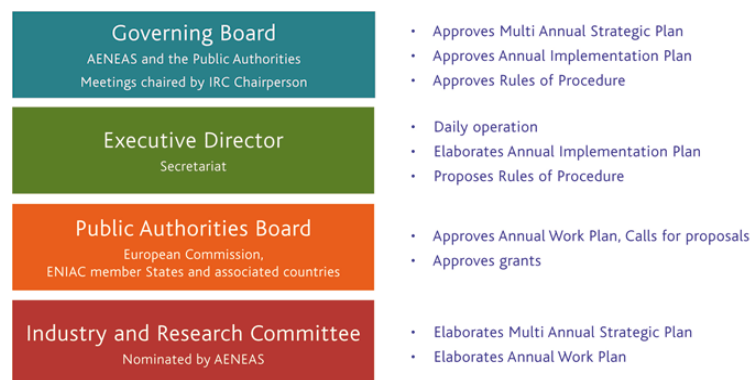 Governing Board
AENEAS and the Public Authorities
Meetings chaired by IRC Chairperson
• Approves Multi Annual Strategic Plan
• Approves Annual Implementation Plan
• Approves Rules of Procedure
Executive Director
Secretariat
• Daily operation
• Elaborates Annual Implementation Plan
• Proposes Rules of Procedure
Public Authorities Board
European Commission,
ENIAC member States and associated countries
• Approves Annual Work Plan, Calls for proposals
• Approves grants
Industry and Research Committee
Nominated by AENEAS
• Elaborates Multi Annual Strategic Plan
• Elaborates Annual Work Plan